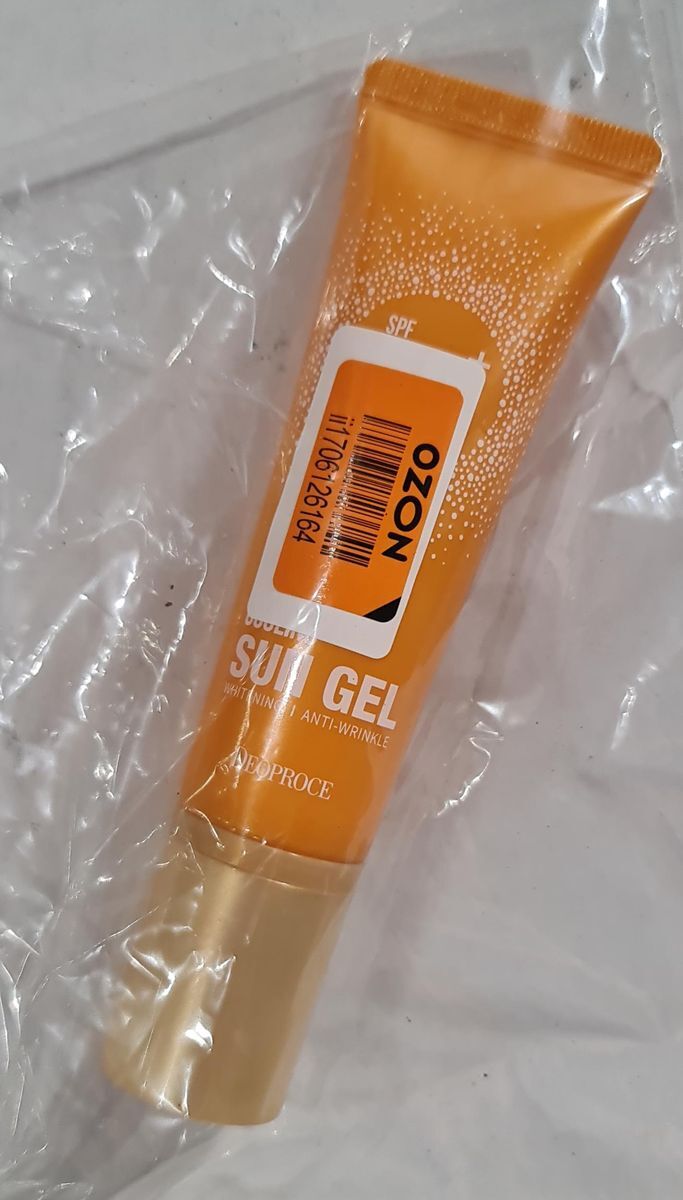 SPF
+
OZON
ii1706126164
SUN GEL
WHITENING | ANTI-WRINKLE
DEOPROCE